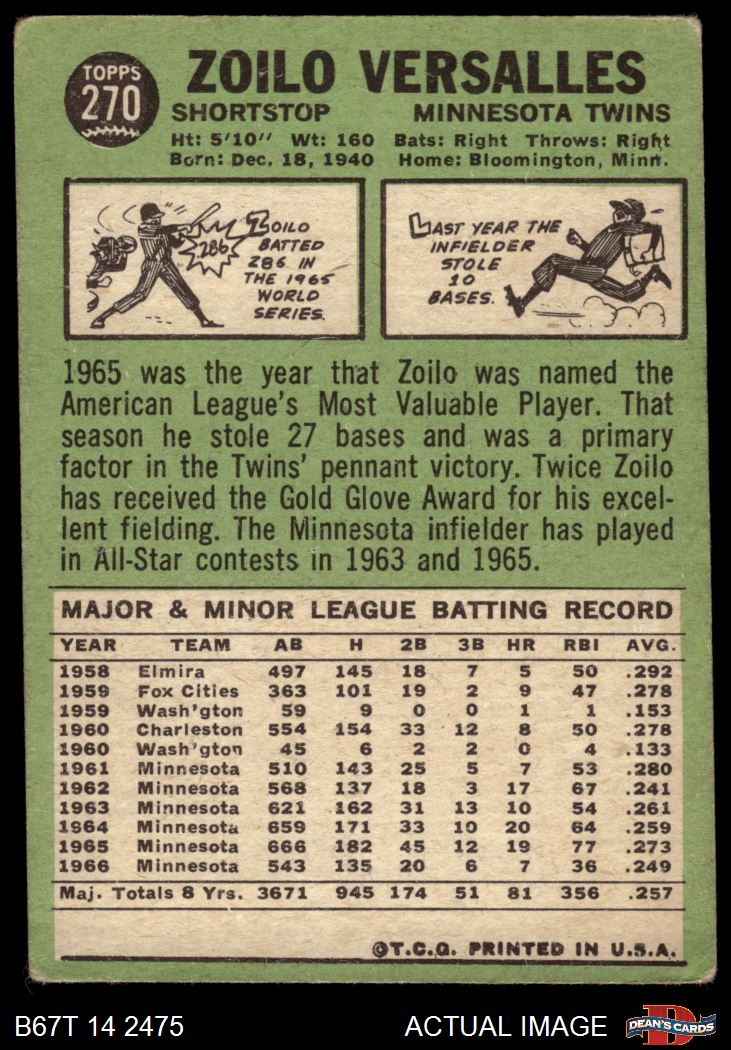 TOPPS
270
ZOILO VERSALLES
SHORTSTOP MINNESOTA TWINS
Ht: 5'10" Wt: 160 Bats: Right Throws: Right
Born: Dec. 18, 1940 Home: Bloomington, Minn.
286
ZOILO
BATTED
286 IN
THE 1965
WORLD
SERIES.
LAST YEAR THE
INFIELDER
STOLE
10
BASES.
1965 was the year that Zoilo was named the
American League's Most Valuable Player. That
season he stole 27 bases and was a primary
factor in the Twins' pennant victory. Twice Zoilo
has received the Gold Glove Award for his excel-
lent fielding. The Minnesota infielder has played
in All-Star contests in 1963 and 1965.
MAJOR & MINOR LEAGUE BATTING RECORD
YEAR TEAM AB H 2B 3B HR RBI AVG.
1958 Elmira 497 145 18 7 5 50 .292
1959 Fox Cities 363 101 19 2 9 47 .278
1959 Wash'gton 59 9 0 0 1 1 .153
1960 Charleston 554 154 33 12 8 50 .278
1960 Wash'gton 45 6 2 2 0 4 .133
1961 Minnesota 510 143 25 5 7 53 .280
1962 Minnesota 568 137 18 3 17 67 .241
1963 Minnesota 621 162 31 13 10 54 .261
1964 Minnesota 659 171 33 10 20 64 .259
1965 Minnesota 666 182 45 12 19 77 .273
1966 Minnesota 543 135 20 6 7 36 .249
Maj. Totals 8 Yrs. 3671 945 174 51 81 356 .257
©T.C.G. PRINTED IN U.S.A.
B67T 14 2475 ACTUAL IMAGE
D
DEAN'S CARDS